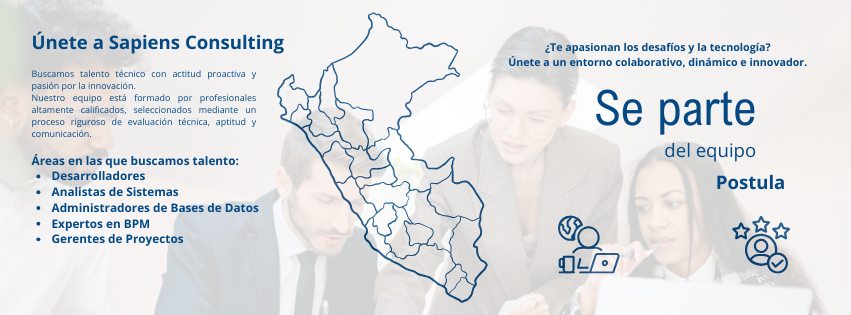 Únete a Sapiens Consulting
Buscamos talento técnico con actitud proactiva y
pasión por la innovación.
Nuestro equipo está formado por profesionales
altamente calificados, seleccionados mediante un
proceso riguroso de evaluación técnica, aptitud y
comunicación.
Áreas en las que buscamos talento:
• Desarrolladores
• Analistas de Sistemas
• Administradores de Bases de Datos
• Expertos en BPM
• Gerentes de Proyectos
¿Te apasionan los desafíos y la tecnología?
Únete a un entorno colaborativo, dinámico e innovador.
Se parte
del equipo
Postula